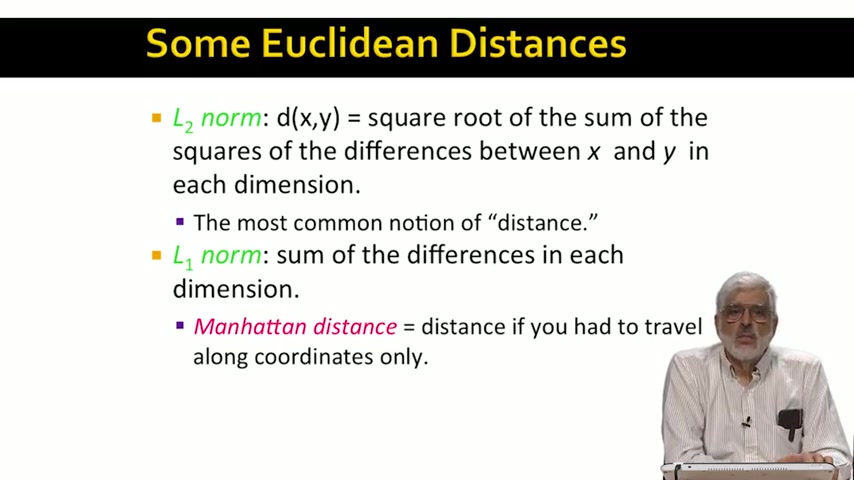 Some Euclidean Distances
L2 norm: d(x,y) = square root of the sum of the
squares of the differences between x and y in
each dimension.
The most common notion of “distance.”
L1 norm: sum of the differences in each
dimension.
Manhattan distance = distance if you had to travel
along coordinates only.